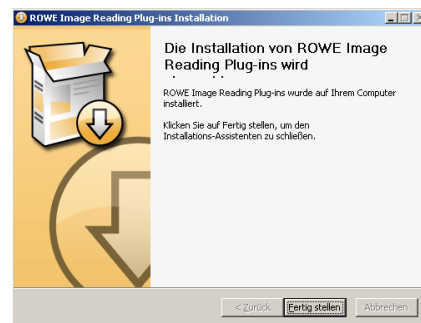 ROWE Image Reading Plug-ins Installation
Die Installation von ROWE Image
Reading Plug-ins wird
ROWE Image Reading Plug-ins wurde auf Ihrem Computer
installiert.
Klicken Sie auf Fertig stellen, um den
Installations-Assistenten zu schließen.
< Zurück
Fertig stellen
Abbrechen